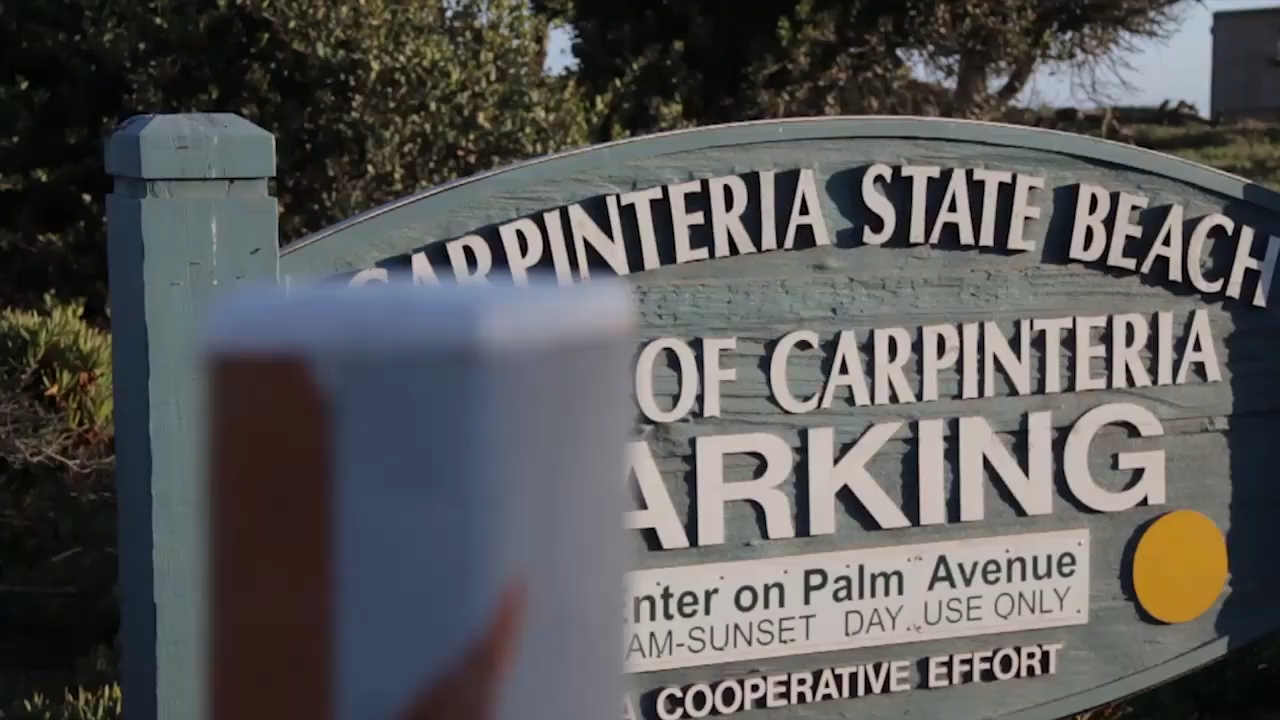 CARPINTERIA STATE BEACH
OF CARPINTERIA
ARKING
nter on Palm Avenue
AM-SUNSET DAY USE ONLY
A COOPERATIVE EFFORT